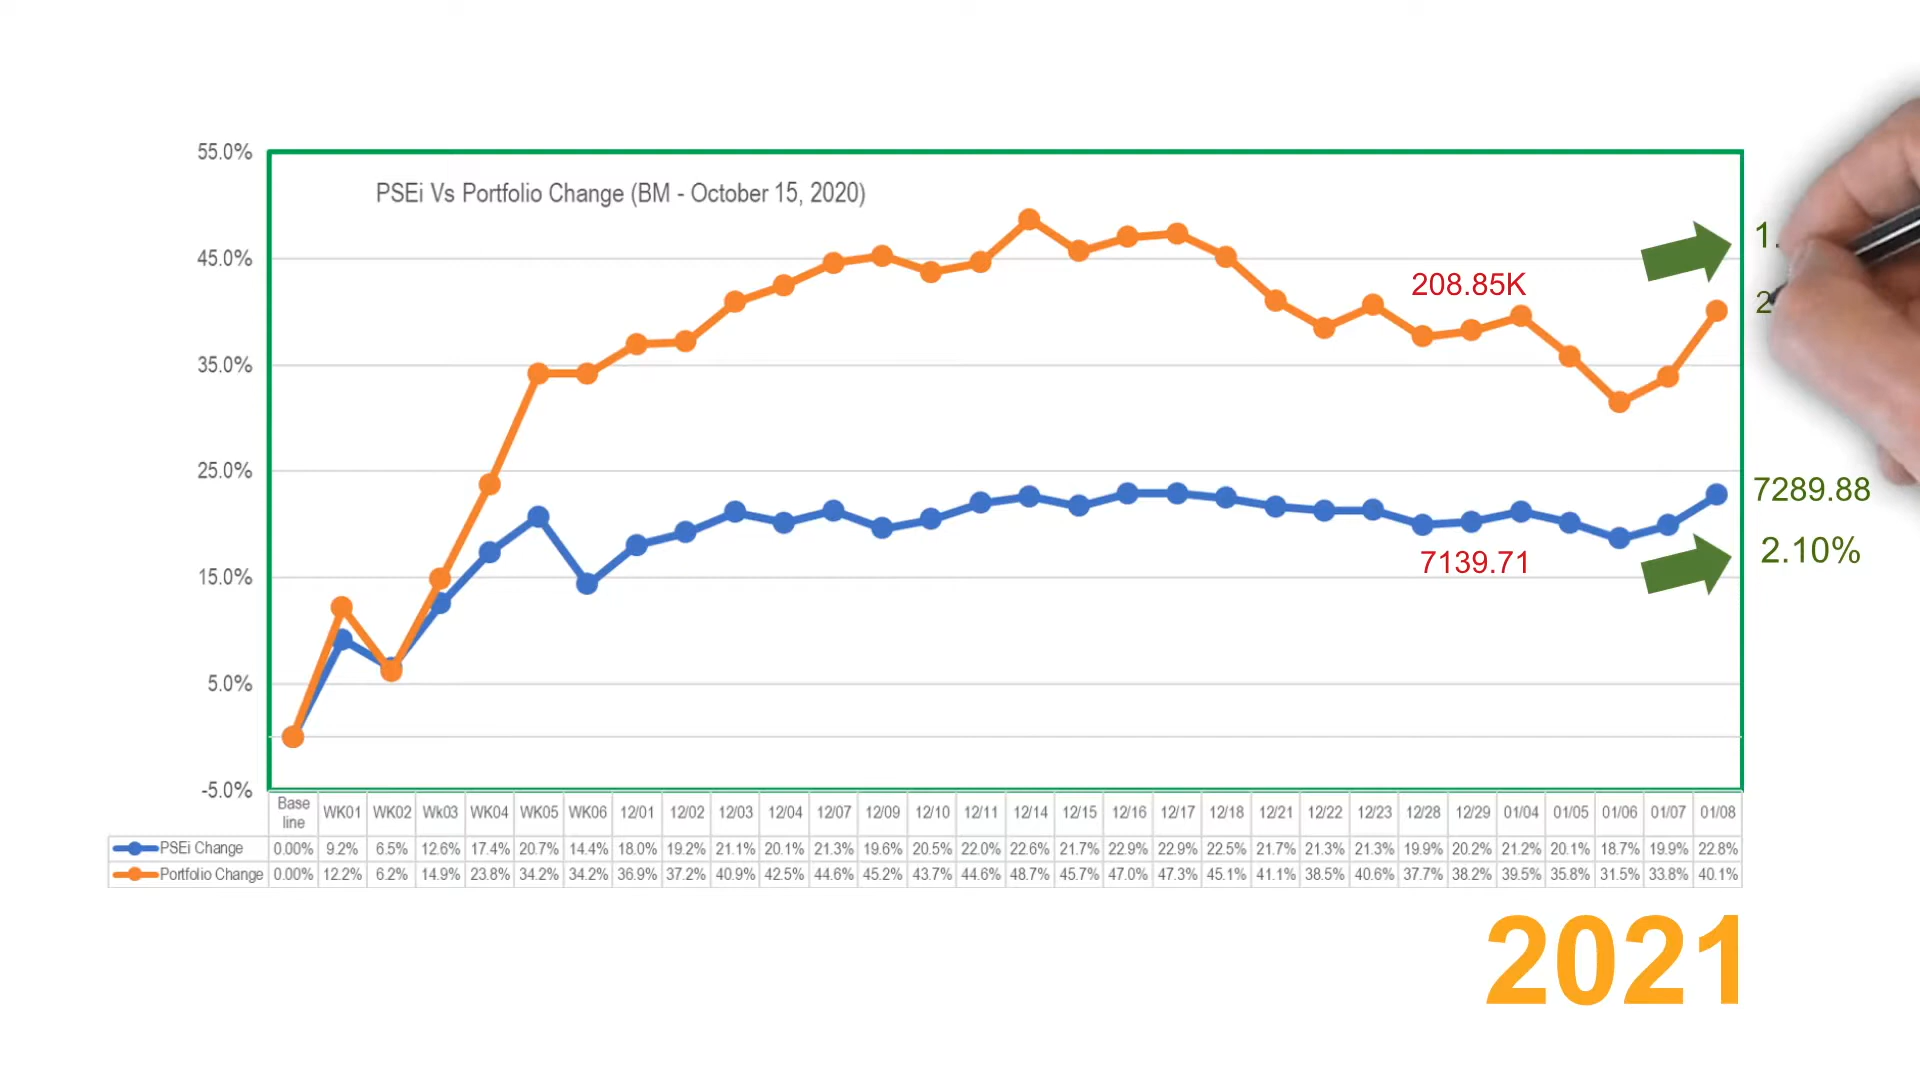 PSEi Vs Portfolio Change (BM - October 15, 2020)
55.0%
45.0%
35.0%
25.0%
15.0%
5.0%
-5.0%
208.85K
7139.71
1.
2
7289.88
2.10%
Base line WK01 WK02 Wk03 WK04 WK05 WK06 12/01 12/02 12/03 12/04 12/07 12/09 12/10 12/11 12/14 12/15 12/16 12/17 12/18 12/21 12/22 12/23 12/28 12/29 01/04 01/05 01/06 01/07 01/08
PSEi Change 0.00% 9.2% 6.5% 12.6% 17.4% 20.7% 14.4% 18.0% 19.2% 21.1% 20.1% 21.3% 19.6% 20.5% 22.0% 22.6% 21.7% 22.9% 22.9% 22.5% 21.7% 21.3% 21.3% 19.9% 20.2% 21.2% 20.1% 18.7% 19.9% 22.8%
Portfolio Change 0.00% 12.2% 6.2% 14.9% 23.8% 34.2% 34.2% 36.9% 37.2% 40.9% 42.5% 44.6% 45.2% 43.7% 44.6% 48.7% 45.7% 47.0% 47.3% 45.1% 41.1% 38.5% 40.6% 37.7% 38.2% 39.5% 35.8% 31.5% 33.8% 40.1%
2021